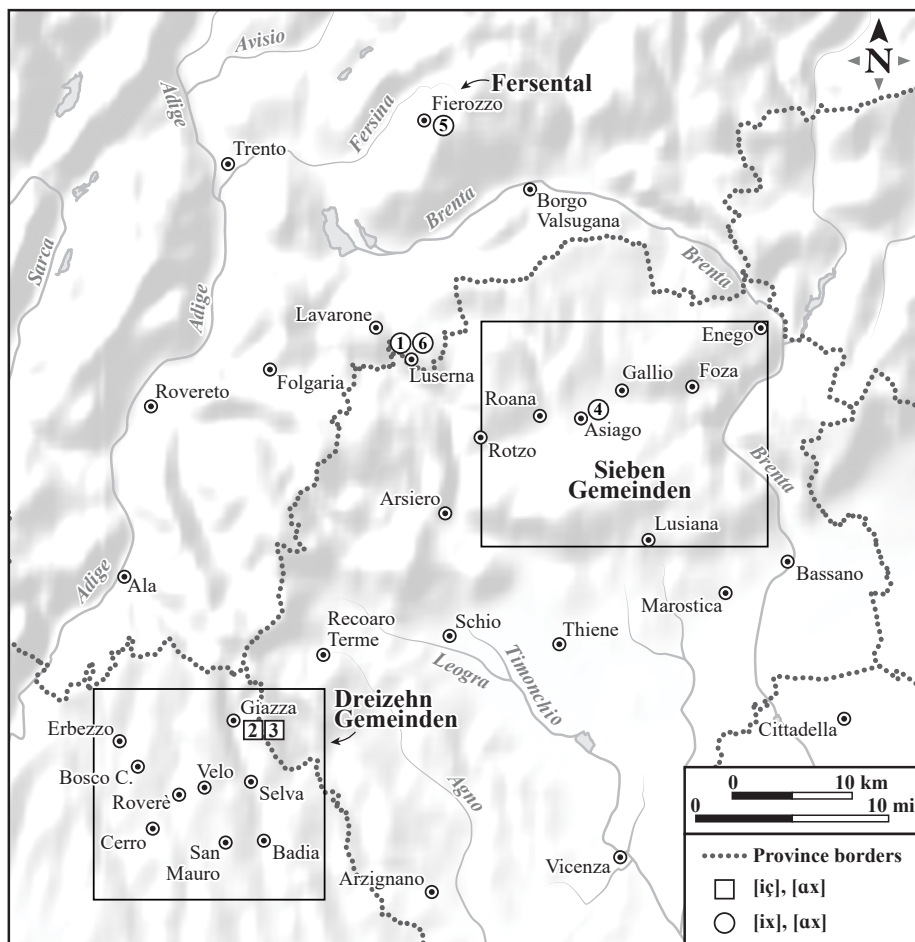 Avisio
N
Adige
Fersental
Fierozzo
5
Fersina
Trento
Borgo
Valsugana
Brenta
Sarca
Brenta
Adige
Lavarone
1 6
Luserna
Enego
Folgaria
Gallio
Foza
Rovereto
Roana
4
Asiago
Rotzo
Brenta
Sieben
Gemeinden
Arsiero
Lusiana
Bassano
Adige
Ala
Marostica
Recoaro
Terme
Schio
Thiene
Leogra
Timonchio
Dreizehn
Gemeinden
Giazza
2 3
Erbezzo
Cittadella
Bosco C.
Velo
Selva
Roverè
Agno
Cerro
San
Mauro
Badia
Vicenza
Arzignano
0 10 km
0 10 mi
Province borders
[iç], [ɑx]
[ix], [ɑx]